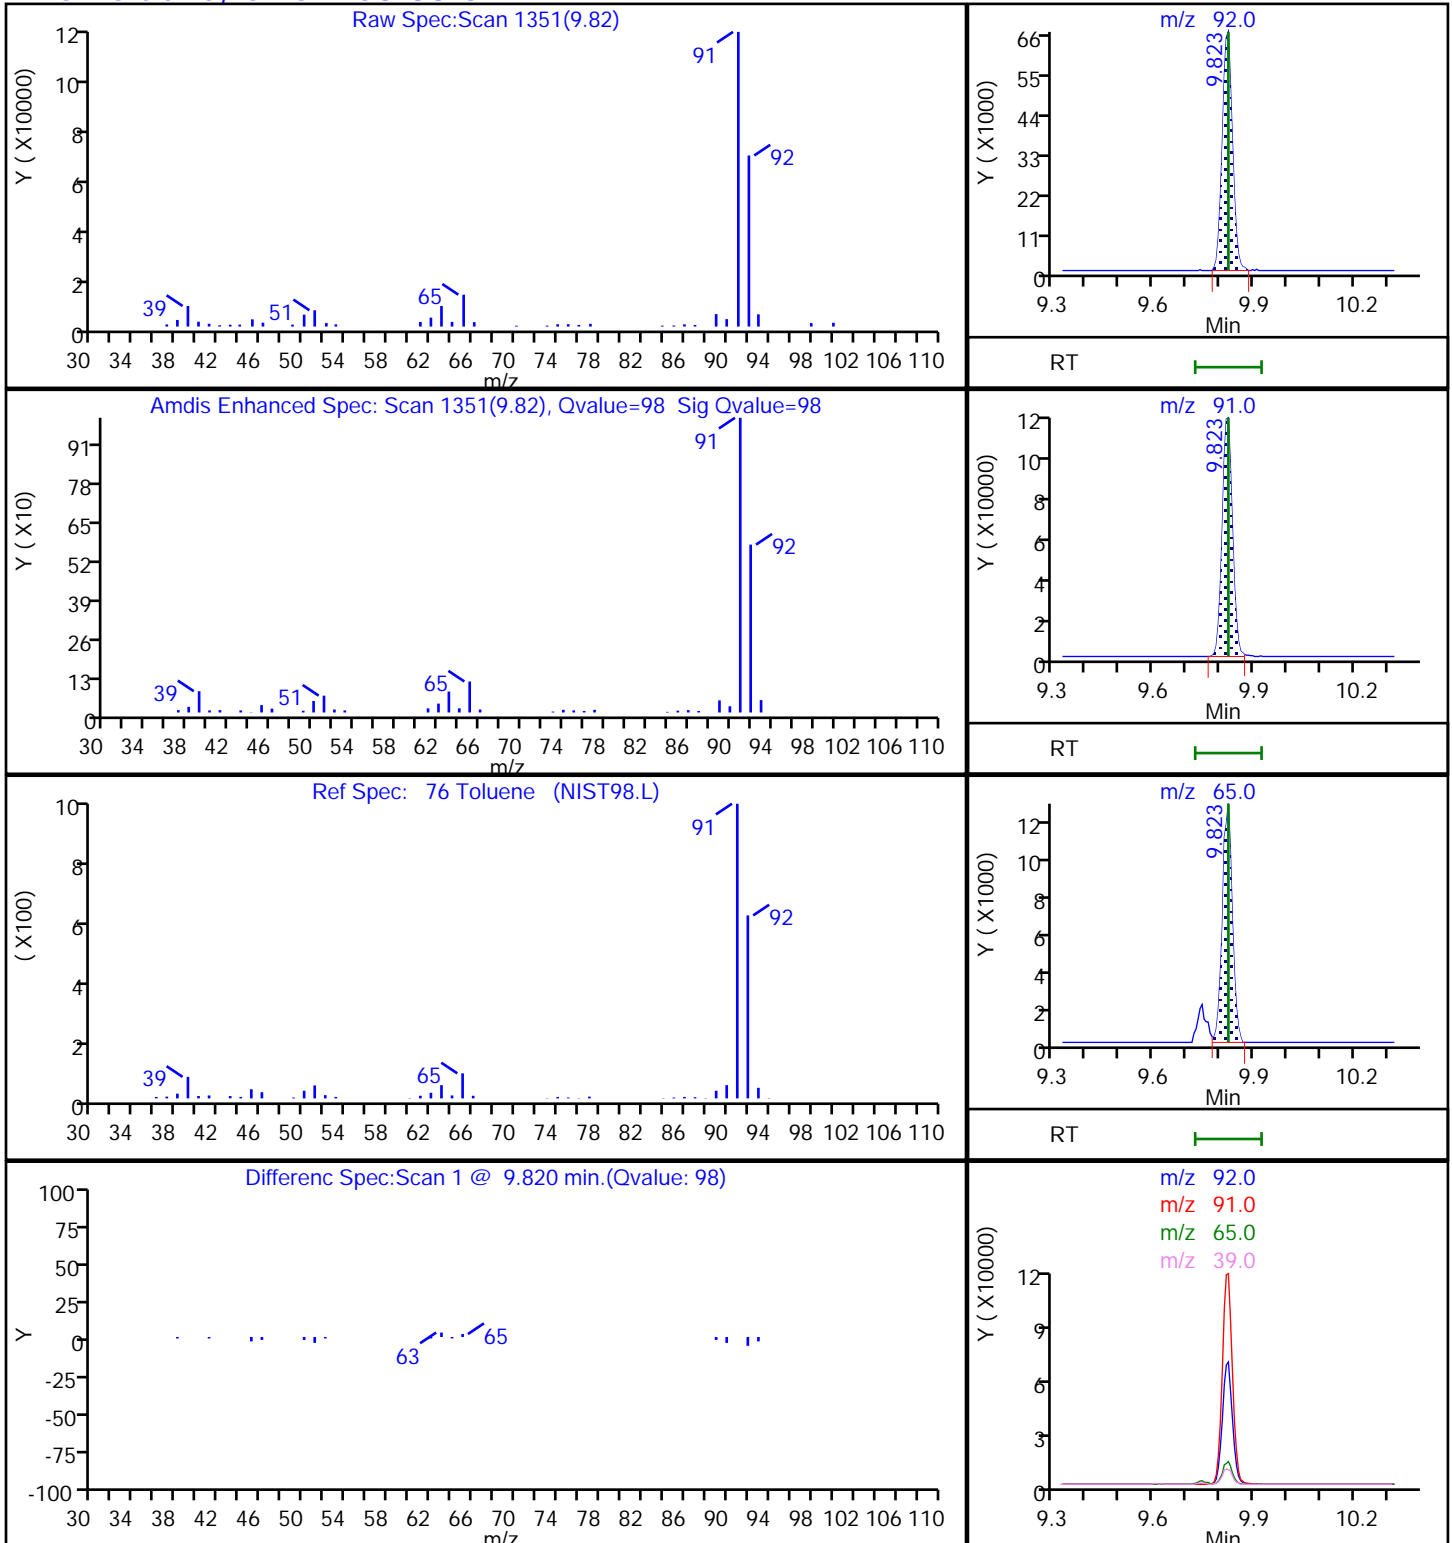 Raw Spec:Scan 1351(9.82)
Y ( X10000)
12
10
8
6
4
2
0
91
92
39
51
65
30 34 38 42 46 50 54 58 62 66 70 74 78 82 86 90 94 98 102 106 110
m/z
m/z 92.0
Y ( X1000)
66
55
44
33
22
11
0
9.823
9.3 9.6 9.9 10.2
Min
RT
Amdis Enhanced Spec: Scan 1351(9.82), Qvalue=98 Sig Qvalue=98
Y ( X10)
91
78
65
52
39
26
13
0
91
92
39
51
65
30 34 38 42 46 50 54 58 62 66 70 74 78 82 86 90 94 98 102 106 110
m/z
m/z 91.0
Y ( X10000)
12
10
8
6
4
2
0
9.823
9.3 9.6 9.9 10.2
Min
RT
Ref Spec: 76 Toluene (NIST98.L)
( X100)
10
8
6
4
2
0
91
92
39
65
30 34 38 42 46 50 54 58 62 66 70 74 78 82 86 90 94 98 102 106 110
m/z 65.0
Y ( X1000)
12
10
8
6
4
2
0
9.823
9.3 9.6 9.9 10.2
Min
RT
Differenc Spec:Scan 1 @ 9.820 min.(Qvalue: 98)
Y
100
75
50
25
0
-25
-50
-75
-100
63
65
30 34 38 42 46 50 54 58 62 66 70 74 78 82 86 90 94 98 102 106 110
m/z
m/z 92.0
m/z 91.0
m/z 65.0
m/z 39.0
Y ( X10000)
12
9
6
3
0
9.3 9.6 9.9 10.2
Min